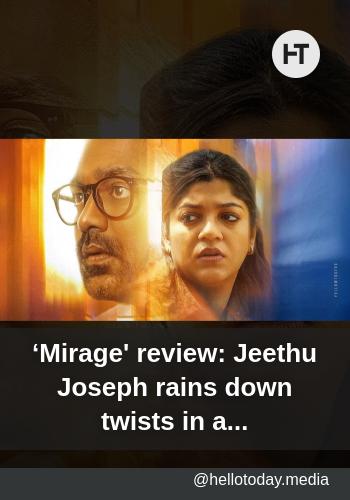 HT
‘Mirage' review: Jeethu
Joseph rains down
twists in a...
@hellotoday.media